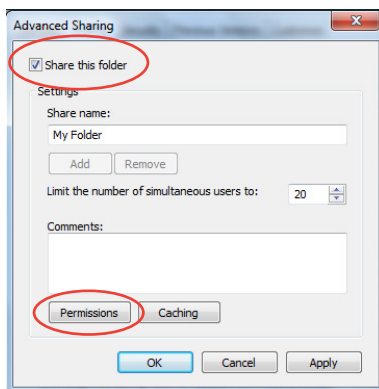 Advanced Sharing
Share this folder
Settings
Share name:
My Folder
Add Remove
Limit the number of simultaneous users to: 20
Comments:
Permissions Caching
OK Cancel Apply